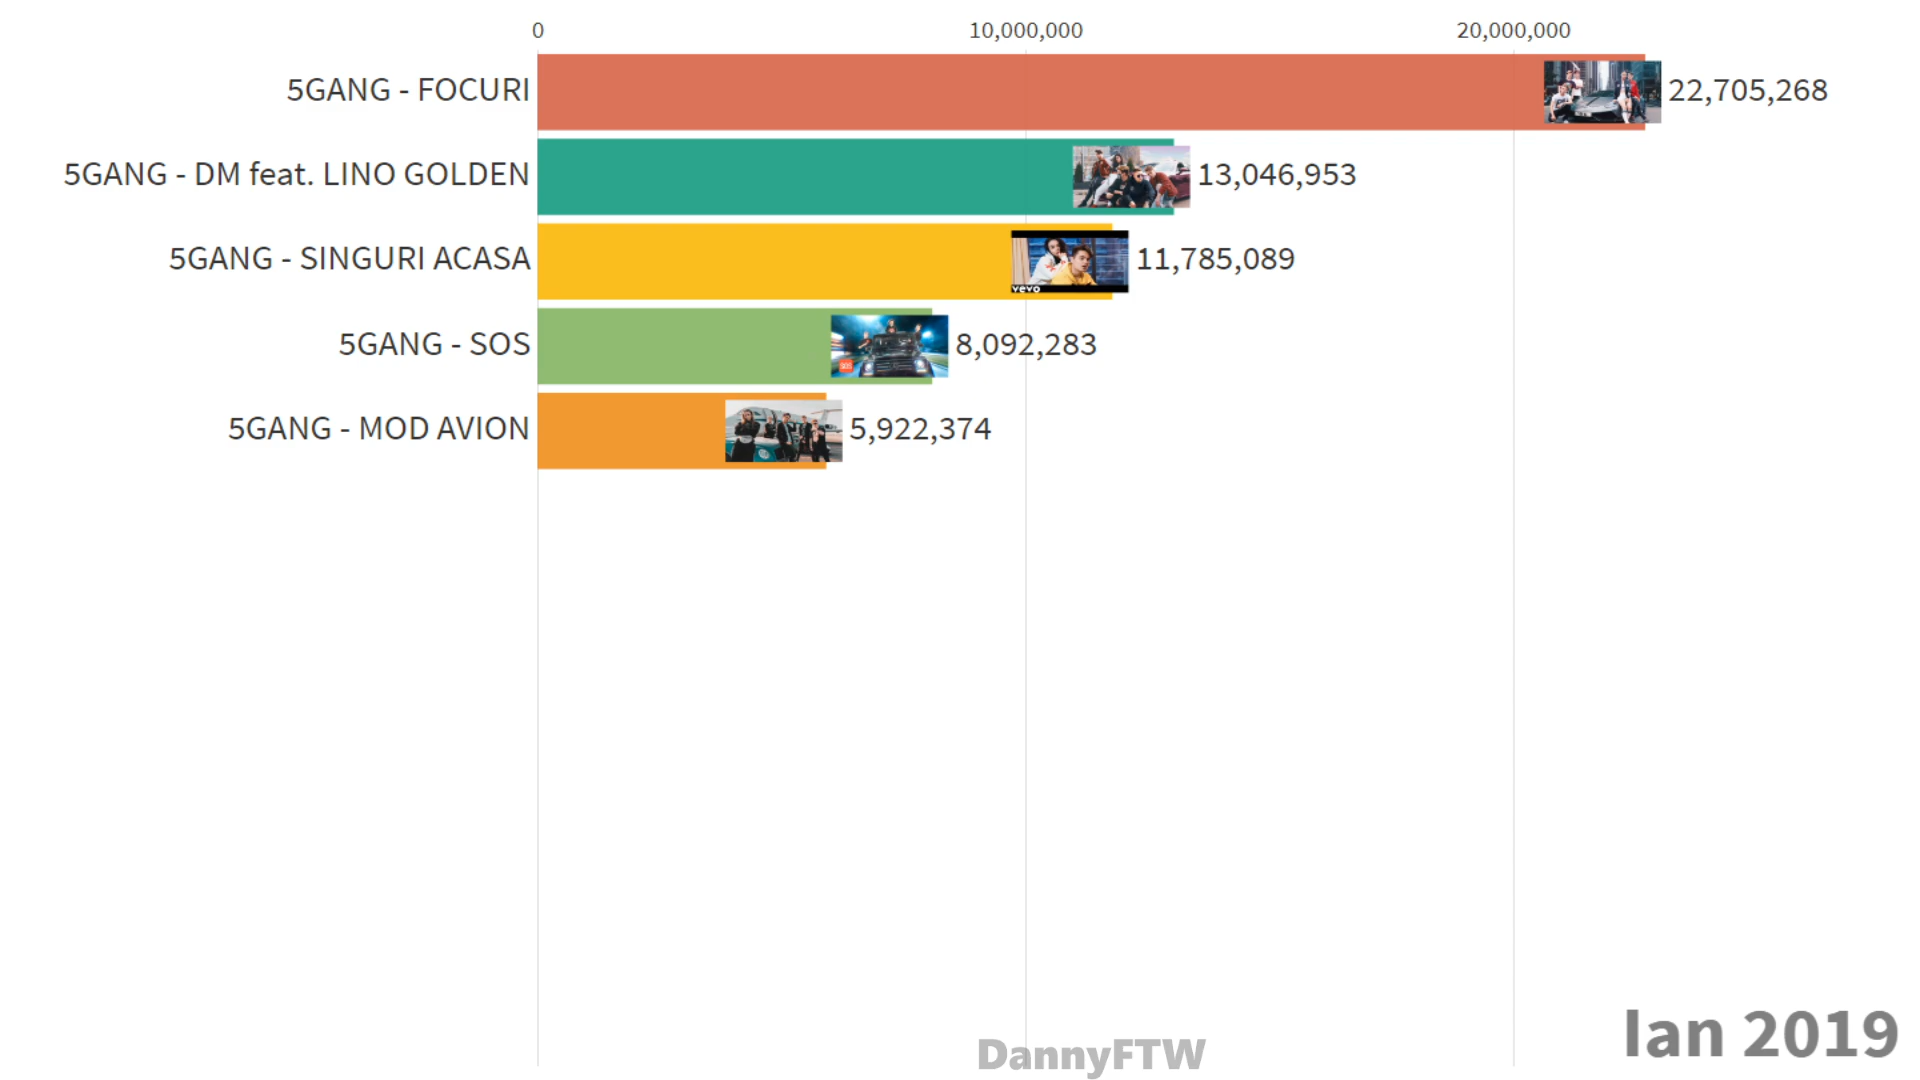 0 10,000,000 20,000,000
5GANG - FOCURI 22,705,268
5GANG - DM feat. LINO GOLDEN 13,046,953
5GANG - SINGURI ACASA 11,785,089
vevo
5GANG - SOS 8,092,283
SOS
5GANG - MOD AVION 5,922,374
Ian 2019
DannyFTW